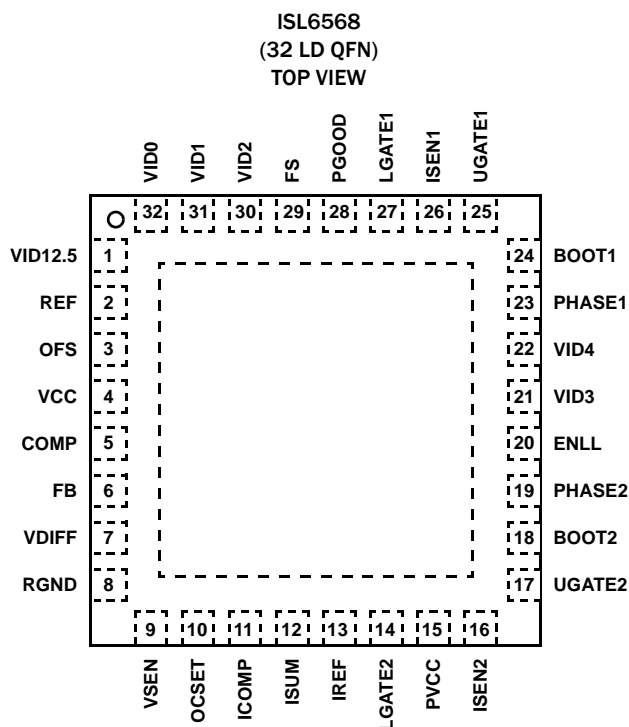 ISL6568
(32 LD QFN)
TOP VIEW
VID0
VID1
VID2
FS
PGOOD
LGATE1
ISEN1
UGATE1
32 31 30 29 28 27 26 25
VID12.5 1
REF 2
OFS 3
VCC 4
COMP 5
FB 6
VDIFF 7
RGND 8
24 BOOT1
23 PHASE1
22 VID4
21 VID3
20 ENLL
19 PHASE2
18 BOOT2
17 UGATE2
9 10 11 12 13 14 15 16
VSEN
OCSET
ICOMP
ISUM
IREF
LGATE2
PVCC
ISEN2